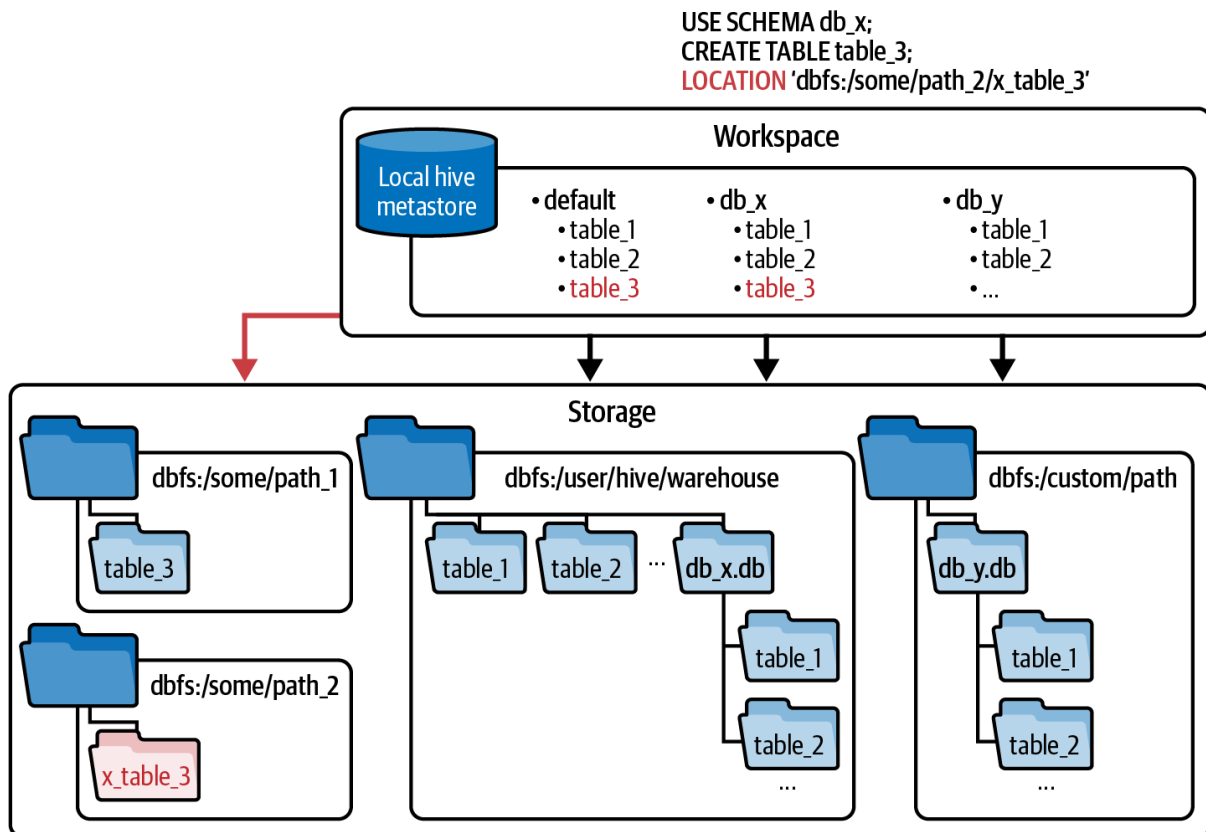 USE SCHEMA db_x;
CREATE TABLE table_3;
LOCATION ‘dbfs:/some/path_2/x_table_3’
Workspace
Local hive
metastore
• default
• table_1
• table_2
• table_3
• db_x
• table_1
• table_2
• table_3
• db_y
• table_1
• table_2
• ...
Storage
dbfs:/some/path_1
table_3
dbfs:/some/path_2
x_table_3
dbfs:/user/hive/warehouse
table_1
table_2
...
db_x.db
table_1
table_2
...
dbfs:/custom/path
db_y.db
table_1
table_2
...